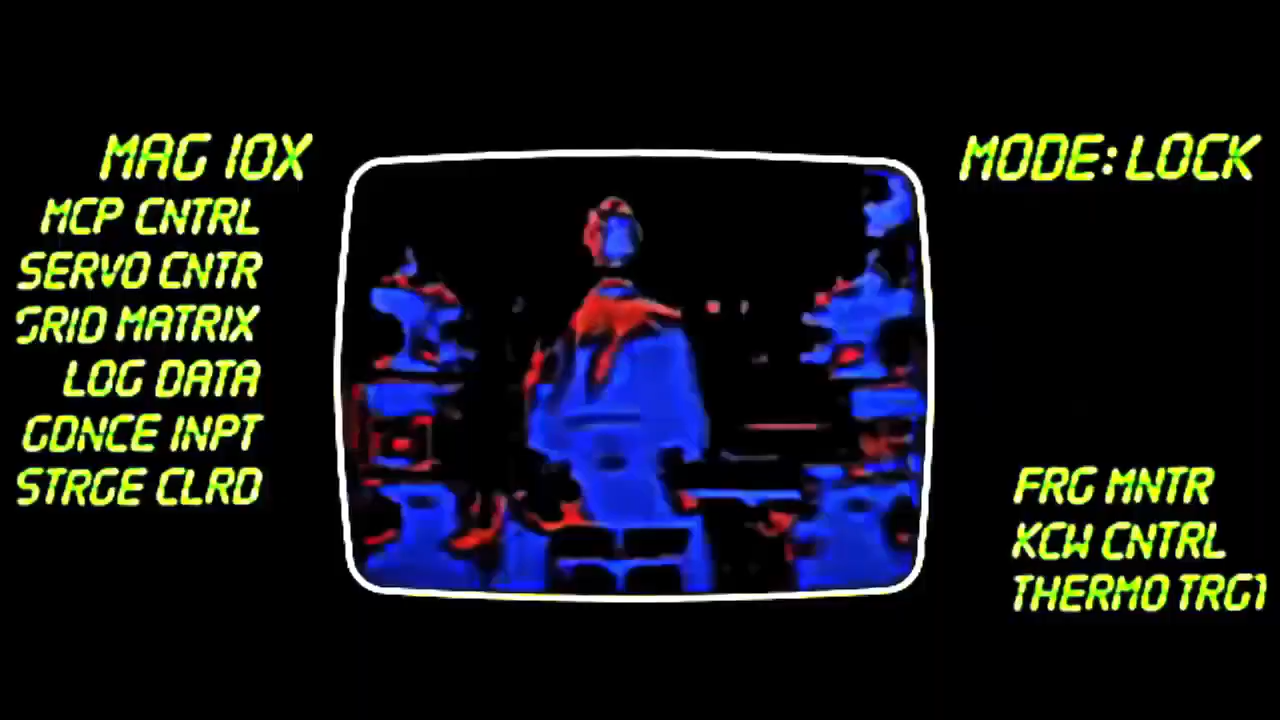 MAG 10X
MCP CNTRL
SERVO CNTR
GRID MATRIX
LOG DATA
GDNCE INPT
STRGE CLRD
MODE: LOCK
FRG MNTR
KCW CNTRL
THERMO TRGT